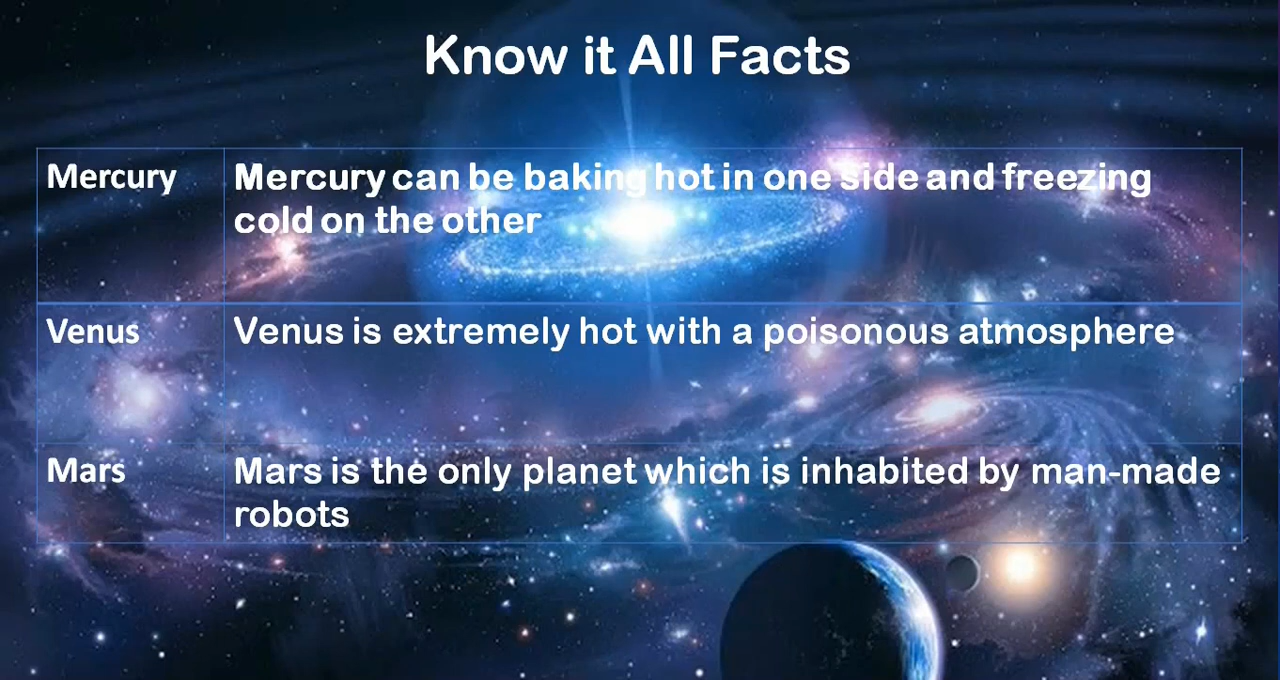 Know it All Facts
Mercury
Mercury can be baking hot in one side and freezing
cold on the other
Venus
Venus is extremely hot with a poisonous atmosphere
Mars
Mars is the only planet which is inhabited by man-made
robots